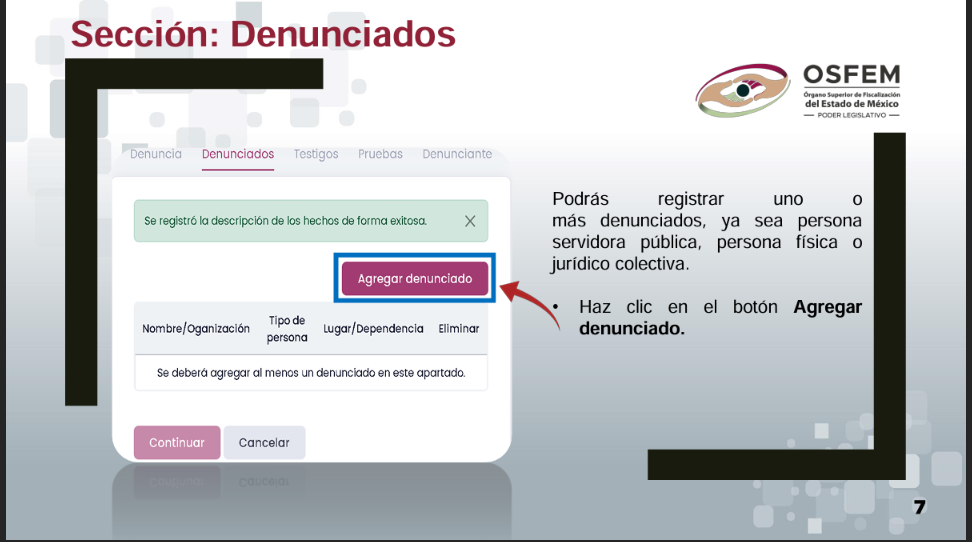 Sección: Denunciados
OSFEM
Órgano Superior de Fiscalización
del Estado de México
PODER LEGISLATIVO
Denuncia Denunciados Testigos Pruebas Denunciante
Se registró la descripción de los hechos de forma exitosa. X
Agregar denunciado
Nombre/Oganización Tipo de persona Lugar/Dependencia Eliminar
Se deberá agregar al menos un denunciado en este apartado.
Continuar Cancelar
Podrás registrar uno o
más denunciados, ya sea persona
servidora pública, persona física o
jurídico colectiva.
• Haz clic en el botón Agregar
denunciado.
7